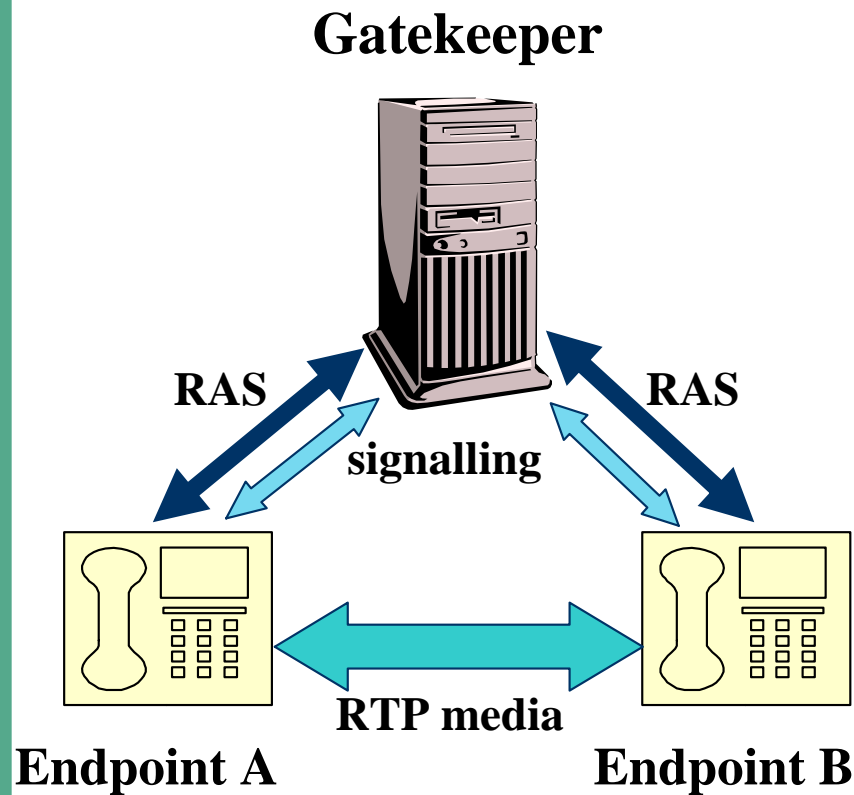 Gatekeeper
RAS
RAS
signalling
RTP media
Endpoint A
Endpoint B